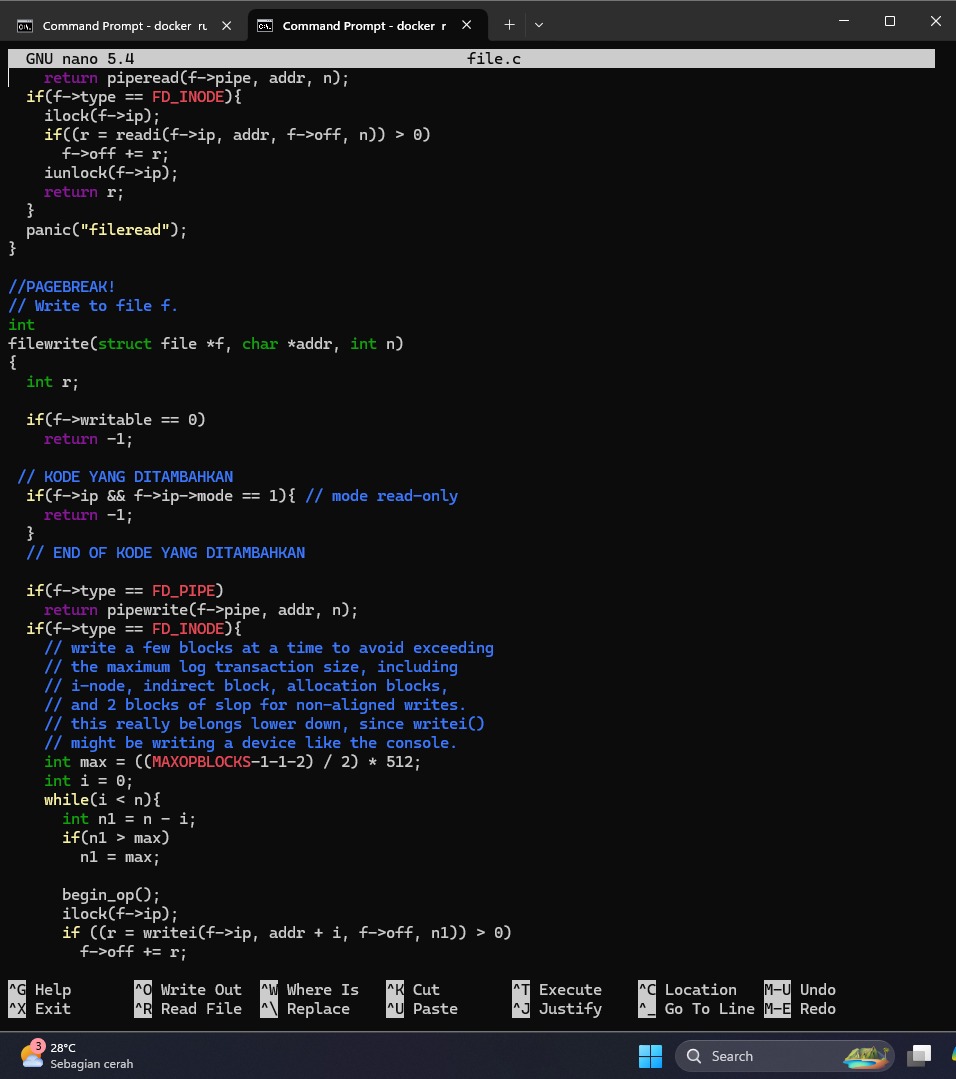 Command Prompt - docker ru
Command Prompt - docker r
GNU nano 5.4 file.c
    return piperead(f->pipe, addr, n);
  if(f->type == FD_INODE){
    ilock(f->ip);
    if((r = readi(f->ip, addr, f->off, n)) > 0)
      f->off += r;
    iunlock(f->ip);
    return r;
  }
  panic("fileread");
}
//PAGEBREAK!
// Write to file f.
int
filewrite(struct file *f, char *addr, int n)
{
  int r;
  if(f->writable == 0)
    return -1;
 // KODE YANG DITAMBAHKAN
  if(f->ip && f->ip->mode == 1){ // mode read-only
    return -1;
  }
  // END OF KODE YANG DITAMBAHKAN
  if(f->type == FD_PIPE)
    return pipewrite(f->pipe, addr, n);
  if(f->type == FD_INODE){
    // write a few blocks at a time to avoid exceeding
    // the maximum log transaction size, including
    // i-node, indirect block, allocation blocks,
    // and 2 blocks of slop for non-aligned writes.
    // this really belongs lower down, since writei()
    // might be writing a device like the console.
    int max = ((MAXOPBLOCKS-1-1-2) / 2) * 512;
    int i = 0;
    while(i < n){
      int n1 = n - i;
      if(n1 > max)
        n1 = max;
      begin_op();
      ilock(f->ip);
      if ((r = writei(f->ip, addr + i, f->off, n1)) > 0)
        f->off += r;
^G Help ^O Write Out ^W Where Is ^K Cut ^T Execute ^C Location M-U Undo
^X Exit ^R Read File ^\ Replace ^U Paste ^J Justify ^_ Go To Line M-E Redo
3 28°C
Sebagian cerah
Search